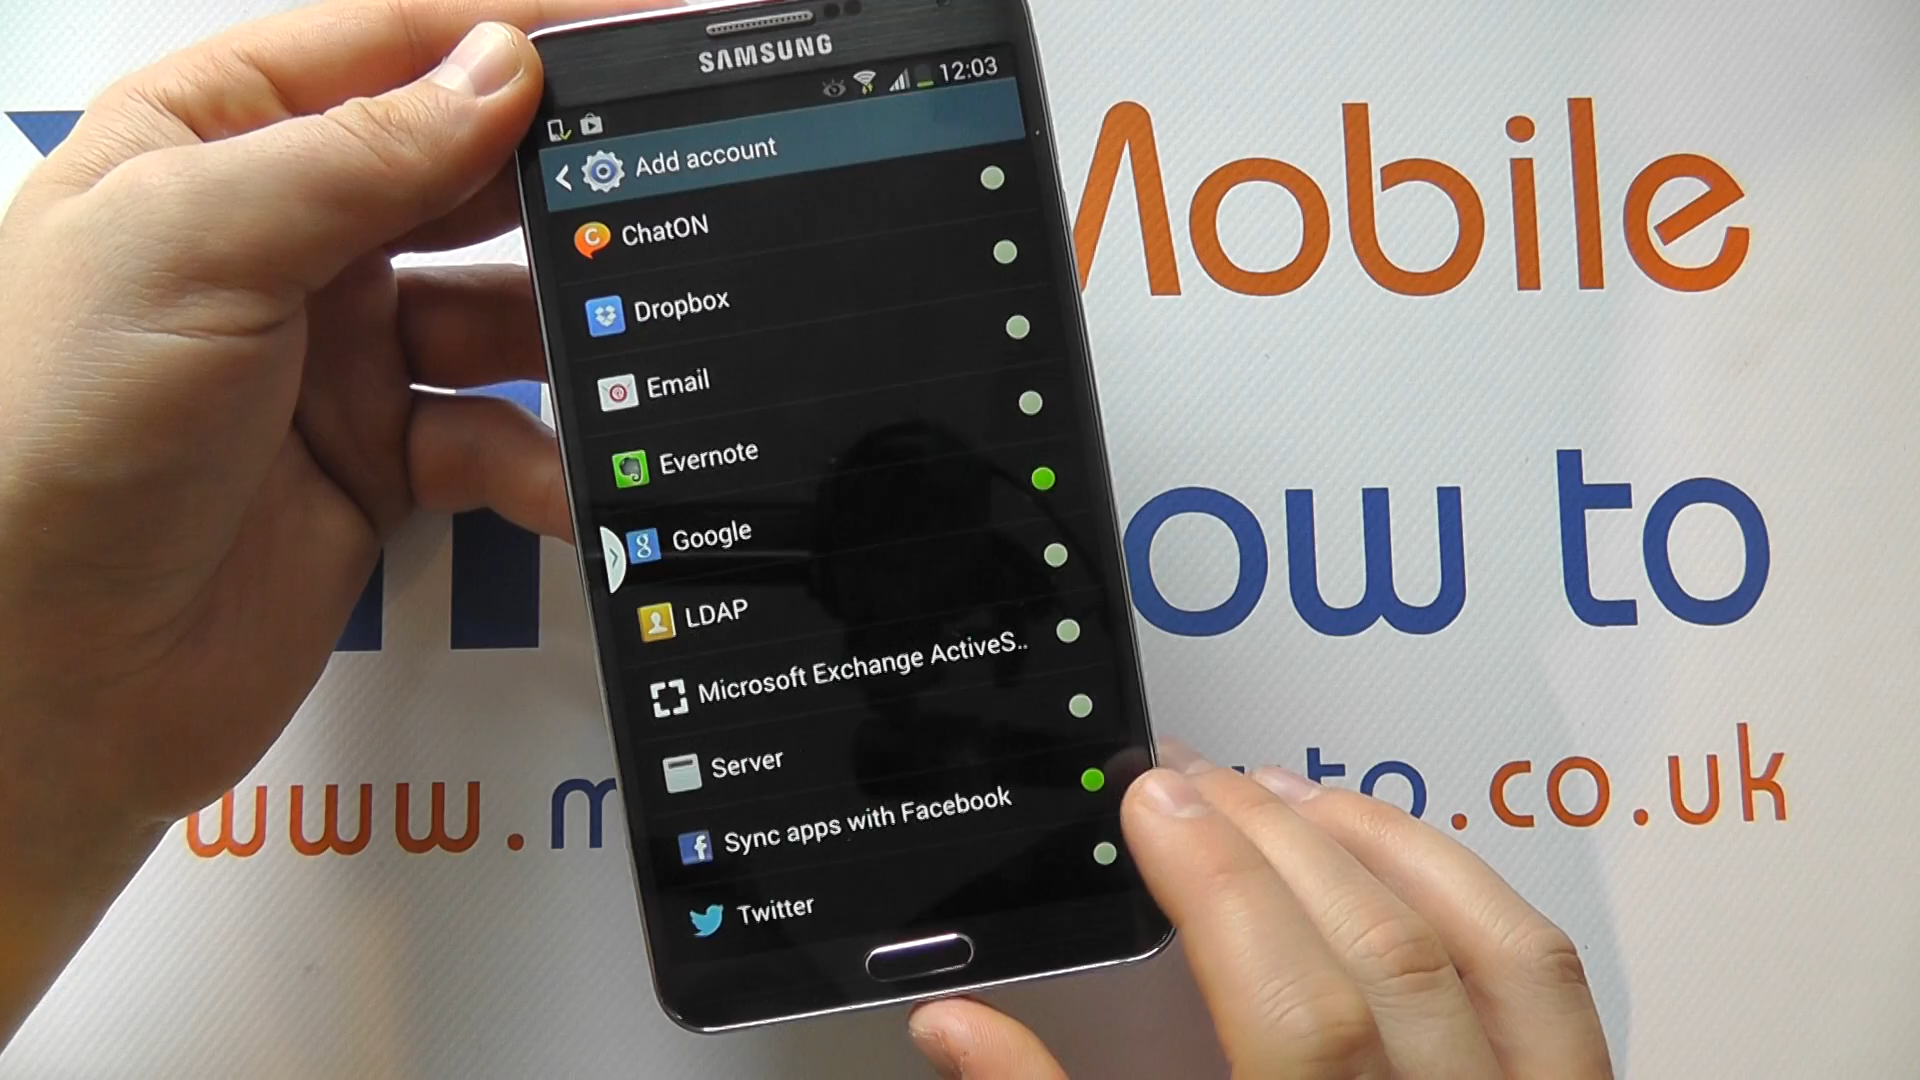 SAMSUNG
12:03
Add account
ChatON
Dropbox
Email
Evernote
Google
LDAP
Microsoft Exchange ActiveS..
Server
Sync apps with Facebook
Twitter
Mobile
ow to
www.m
to.co.uk